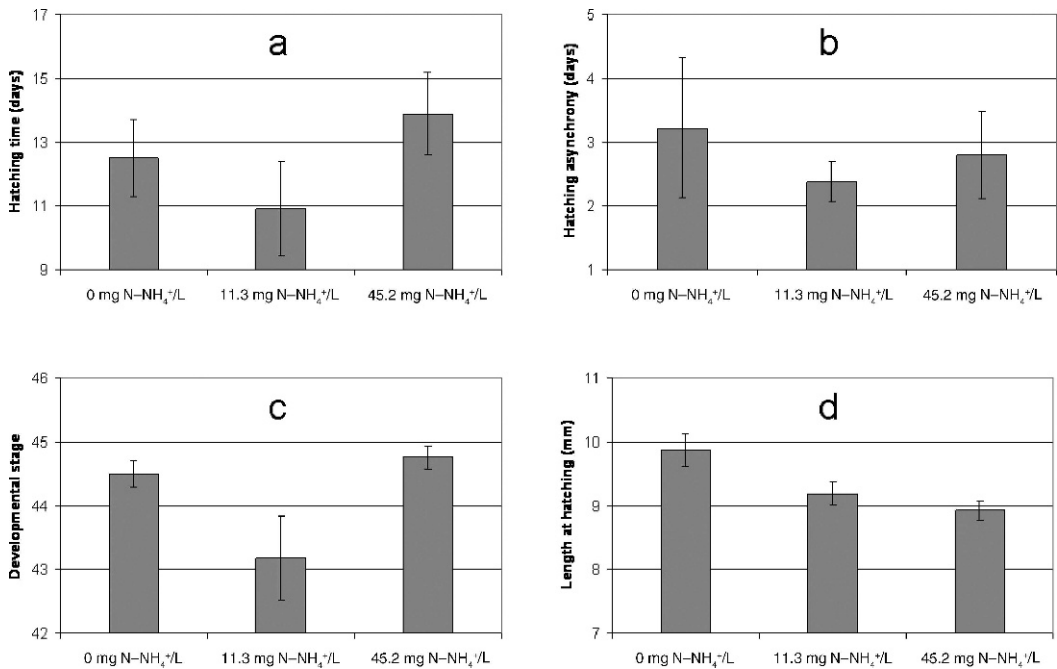 17
15
13
11
9
Hatching time (days)
a
0 mg N–NH₄⁺/L 11.3 mg N–NH₄⁺/L 45.2 mg N–NH₄⁺/L
5
4
3
2
1
Hatching asynchrony (days)
b
0 mg N–NH₄⁺/L 11.3 mg N–NH₄⁺/L 45.2 mg N–NH₄⁺/L
46
45
44
43
42
Developmental stage
c
0 mg N–NH₄⁺/L 11.3 mg N–NH₄⁺/L 45.2 mg N–NH₄⁺/L
11
10
9
8
7
Length at hatching (mm)
d
0 mg N–NH₄⁺/L 11.3 mg N–NH₄⁺/L 45.2 mg N–NH₄⁺/L